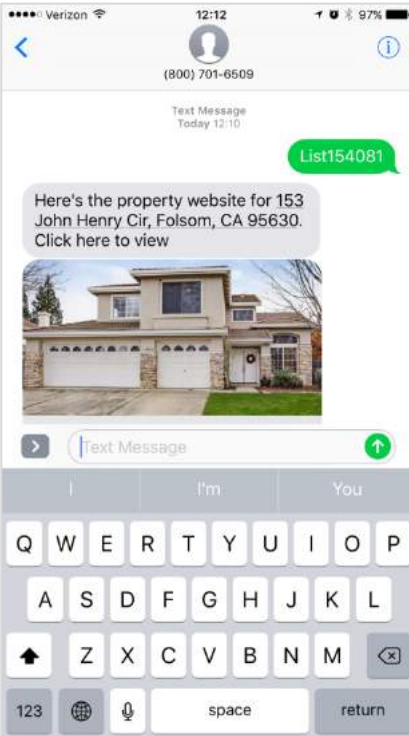 Verizon 12:12 97%
(800) 701-6509
Text Message
Today 12:10
List154081
Here's the property website for 153
John Henry Cir, Folsom, CA 95630.
Click here to view
Text Message
I I'm You
Q W E R T Y U I O P
A S D F G H J K L
Z X C V B N M
123 space return